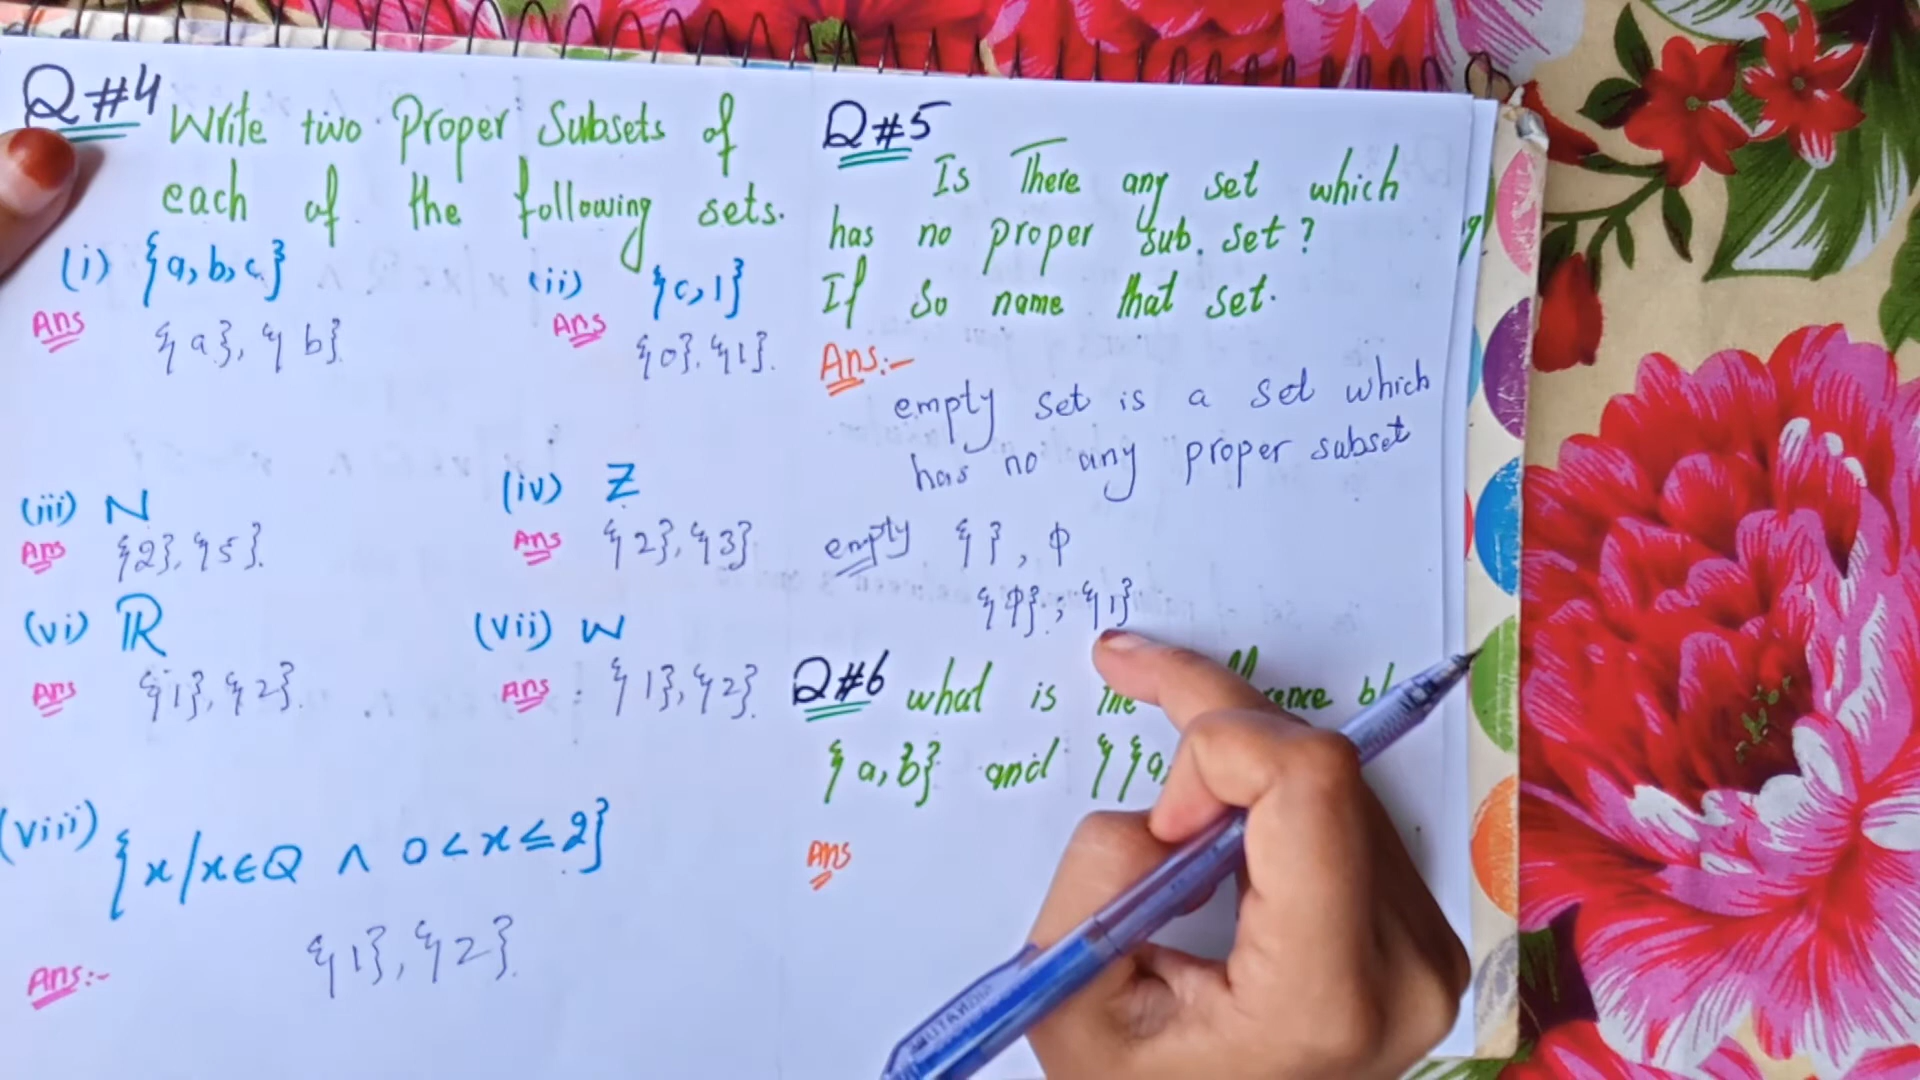 Q#4
Write two Proper Subsets of
each of the following sets.
(i) {a, b, c}
Ans {a}, {b}
(ii) {c, 1}
Ans {0}, {1}.
(iii) N
Ans {2}, {5}.
(iv) Z
Ans {2}, {3}
(vi) R
Ans {1}, {2}.
(vii) W
Ans : {1}, {2}.
(viii) {x/x∈Q ∧ 0<x≤2}
Ans:- {1}, {2}.
Q#5
Is There any set which
has no proper sub. set?
If so name that set.
Ans:-
empty set is a set which
has no any proper subset
empty { }, φ
{φ} ; {1}
Q#6 what is The
{a, b} and {{a,
Ans